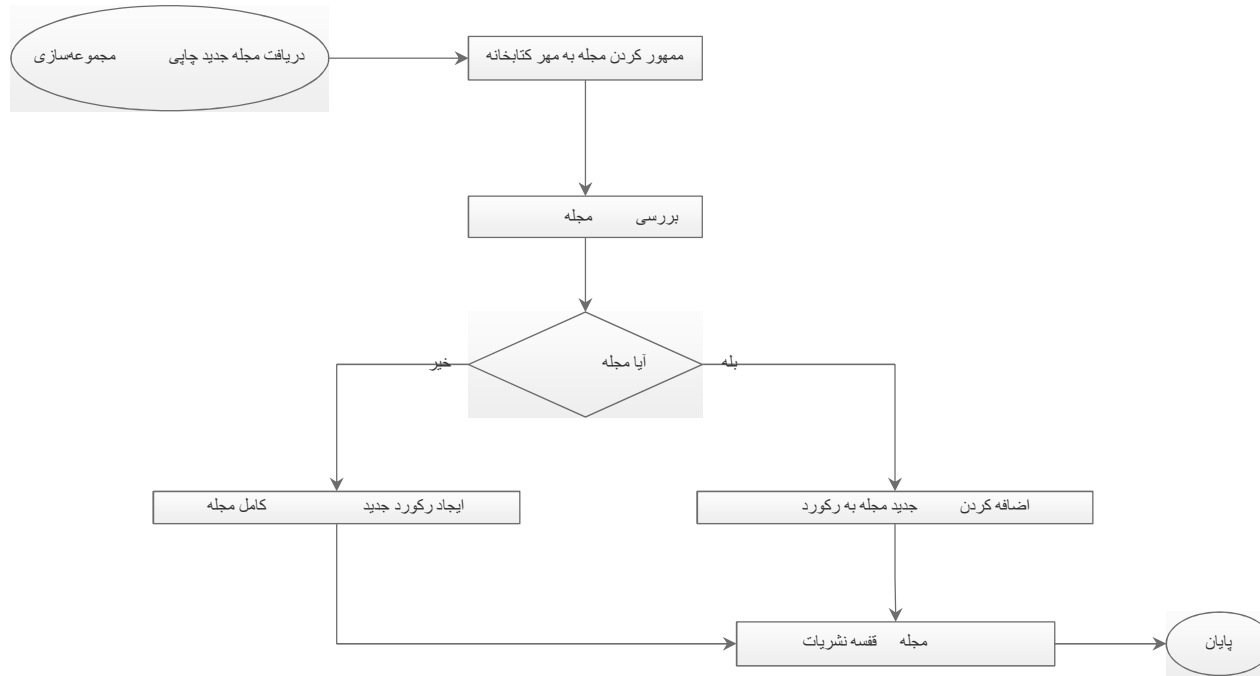 دریافت مجله جدید چاپی مجموعه‌سازی
ممهور کردن مجله به مهر کتابخانه
بررسی مجله
آیا مجله
بله
خیر
اضافه کردن جدید مجله به رکورد
ایجاد رکورد جدید کامل مجله
مجله قفسه نشریات
پایان